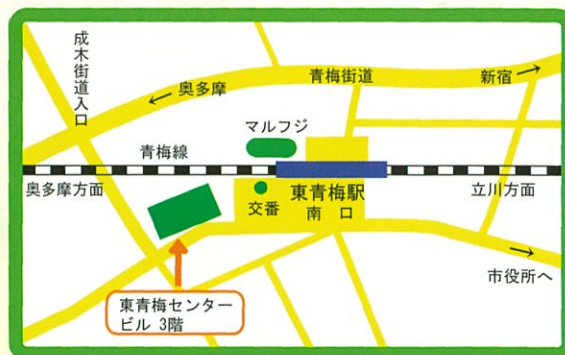 成木街道入口
← 奥多摩
青梅街道
新宿 →
マルフジ
青梅線
奥多摩方面
東青梅駅
南 口
立川方面
交番
→
市役所へ
東青梅センター
ビル 3階